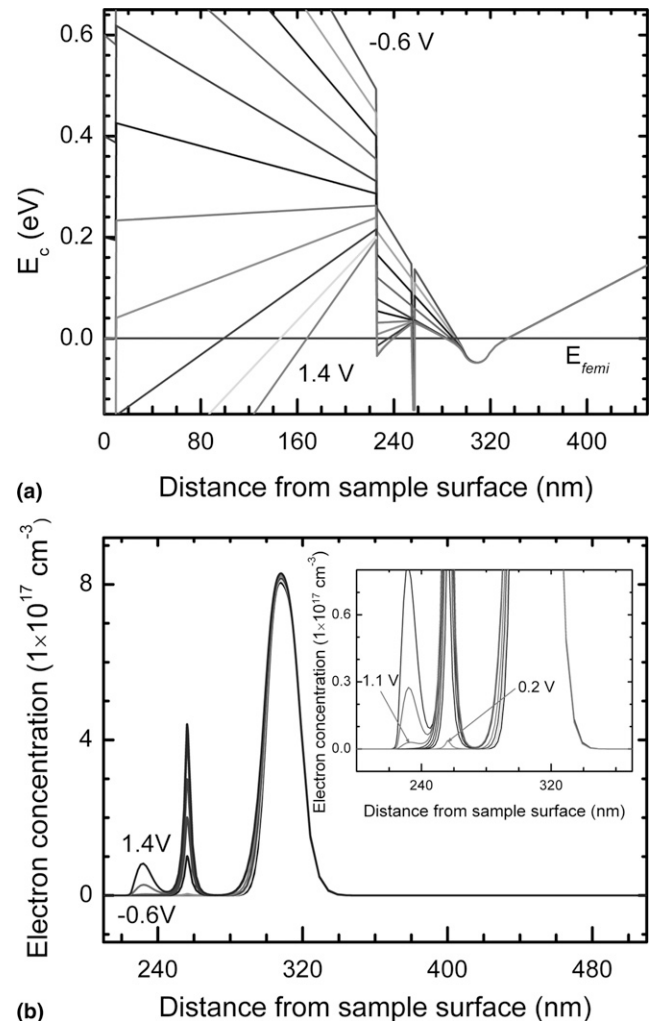 0.6
0.4
0.2
0.0
E_c (eV)
-0.6 V
1.4 V
E_femi
0 80 160 240 320 400
(a) Distance from sample surface (nm)
8
4
0
Electron concentration (1×10^17 cm^-3)
1.4V
-0.6V
0.6
0.3
0.0
Electron concentration (1×10^17 cm^-3)
1.1 V
0.2 V
240 320
Distance from sample surface (nm)
240 320 400 480
(b) Distance from sample surface (nm)